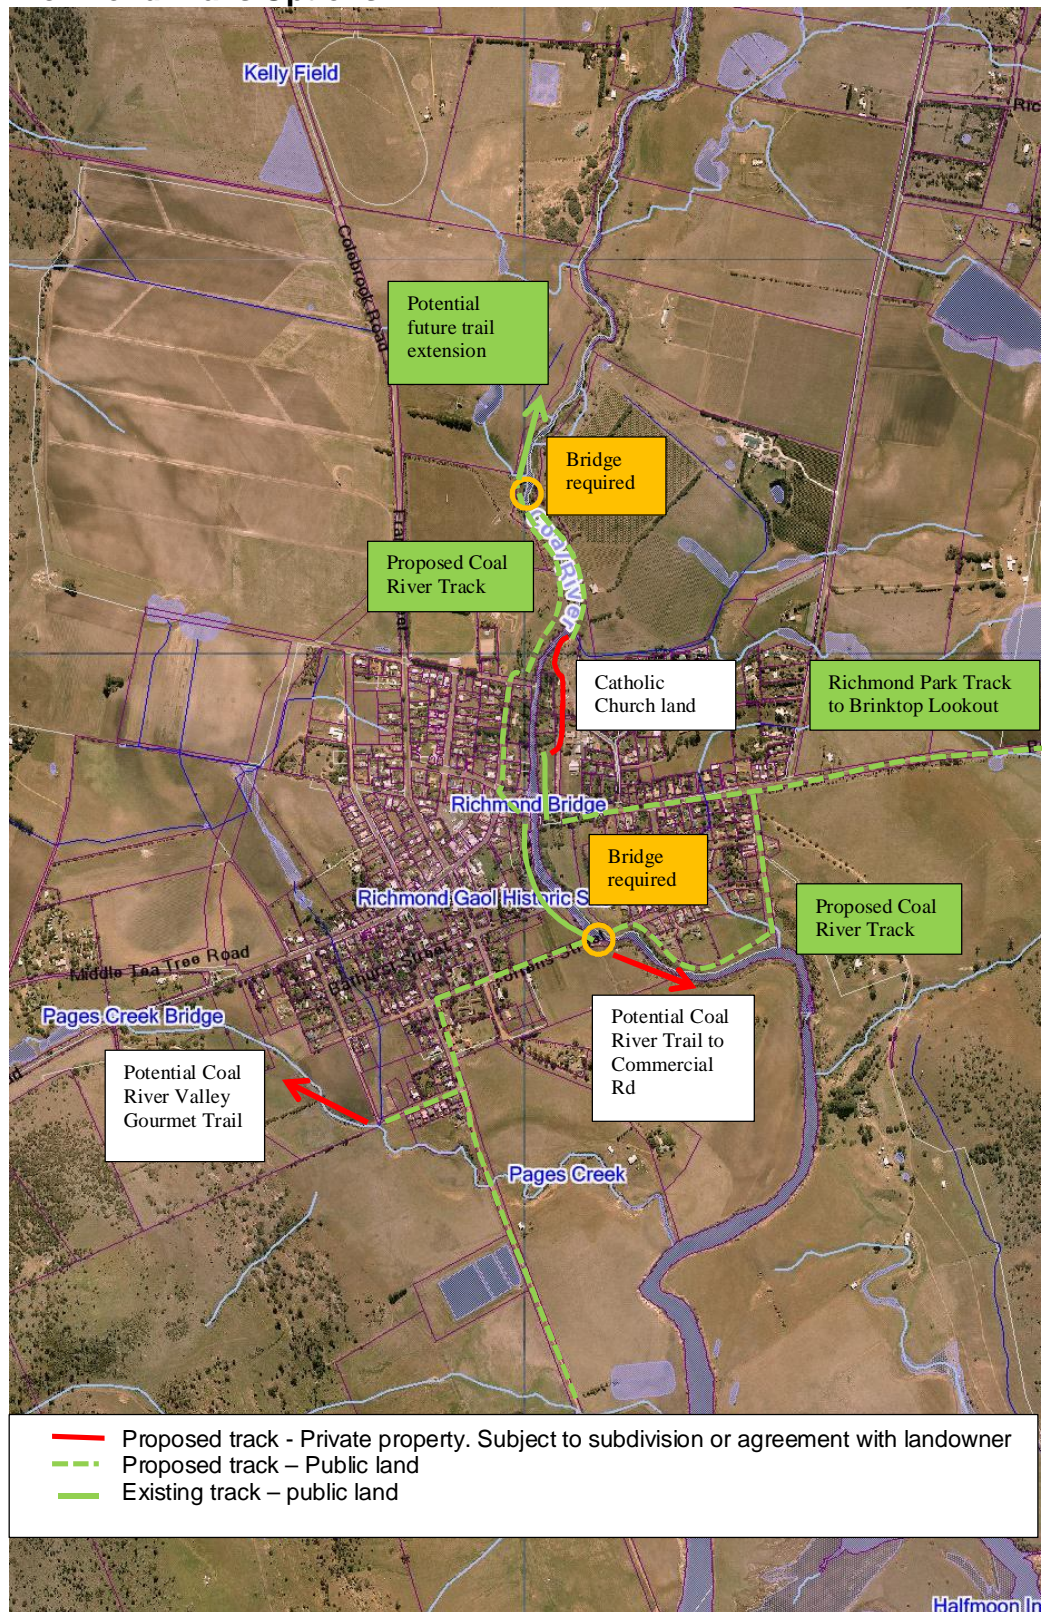 Kelly Field
Colebrook Road
Potential
future trail
extension
Bridge
required
Coal River
Proposed Coal
River Track
Catholic
Church land
Richmond Park Track
to Brinktop Lookout
Richmond Bridge
Bridge
required
Richmond Gaol Historic S
Proposed Coal
River Track
Middle Tea Tree Road
Bathurst Street
Pages Creek Bridge
Potential Coal
River Trail to
Commercial
Rd
Potential Coal
River Valley
Gourmet Trail
Pages Creek
Proposed track - Private property. Subject to subdivision or agreement with landowner
Proposed track – Public land
Existing track – public land
Halfmoon In